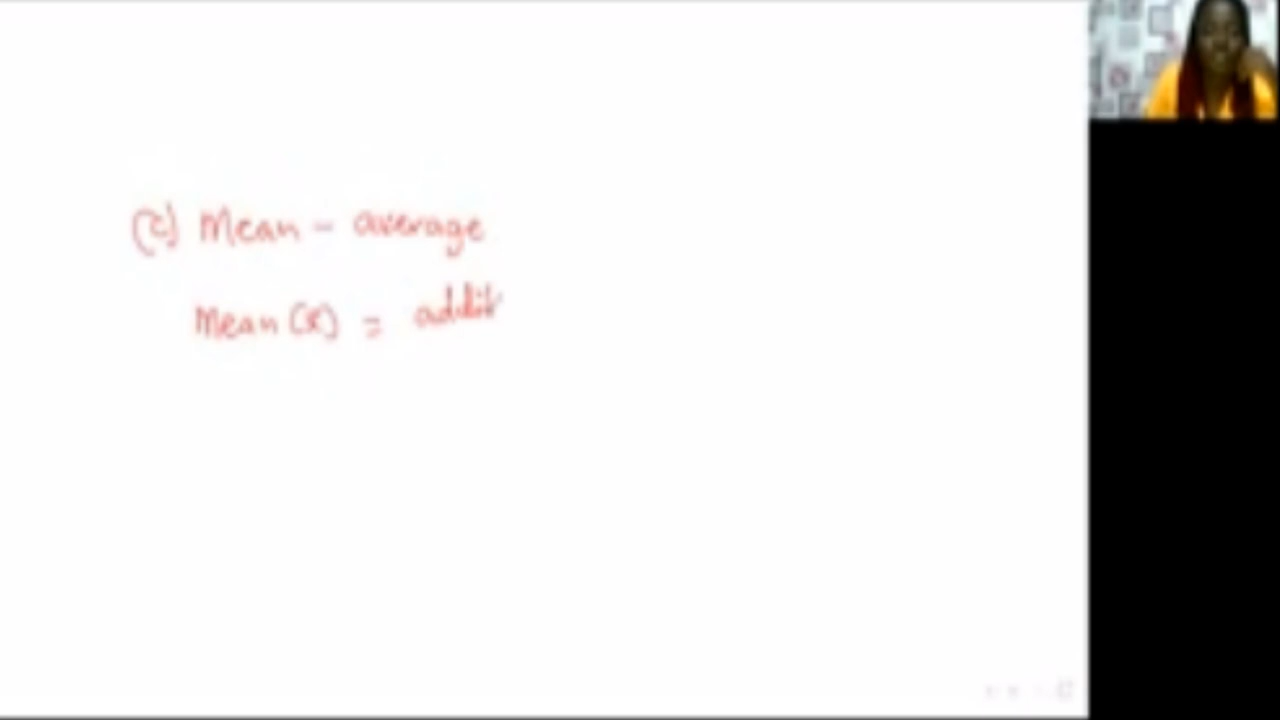 (c) Mean - average
Mean (x̄) = addit